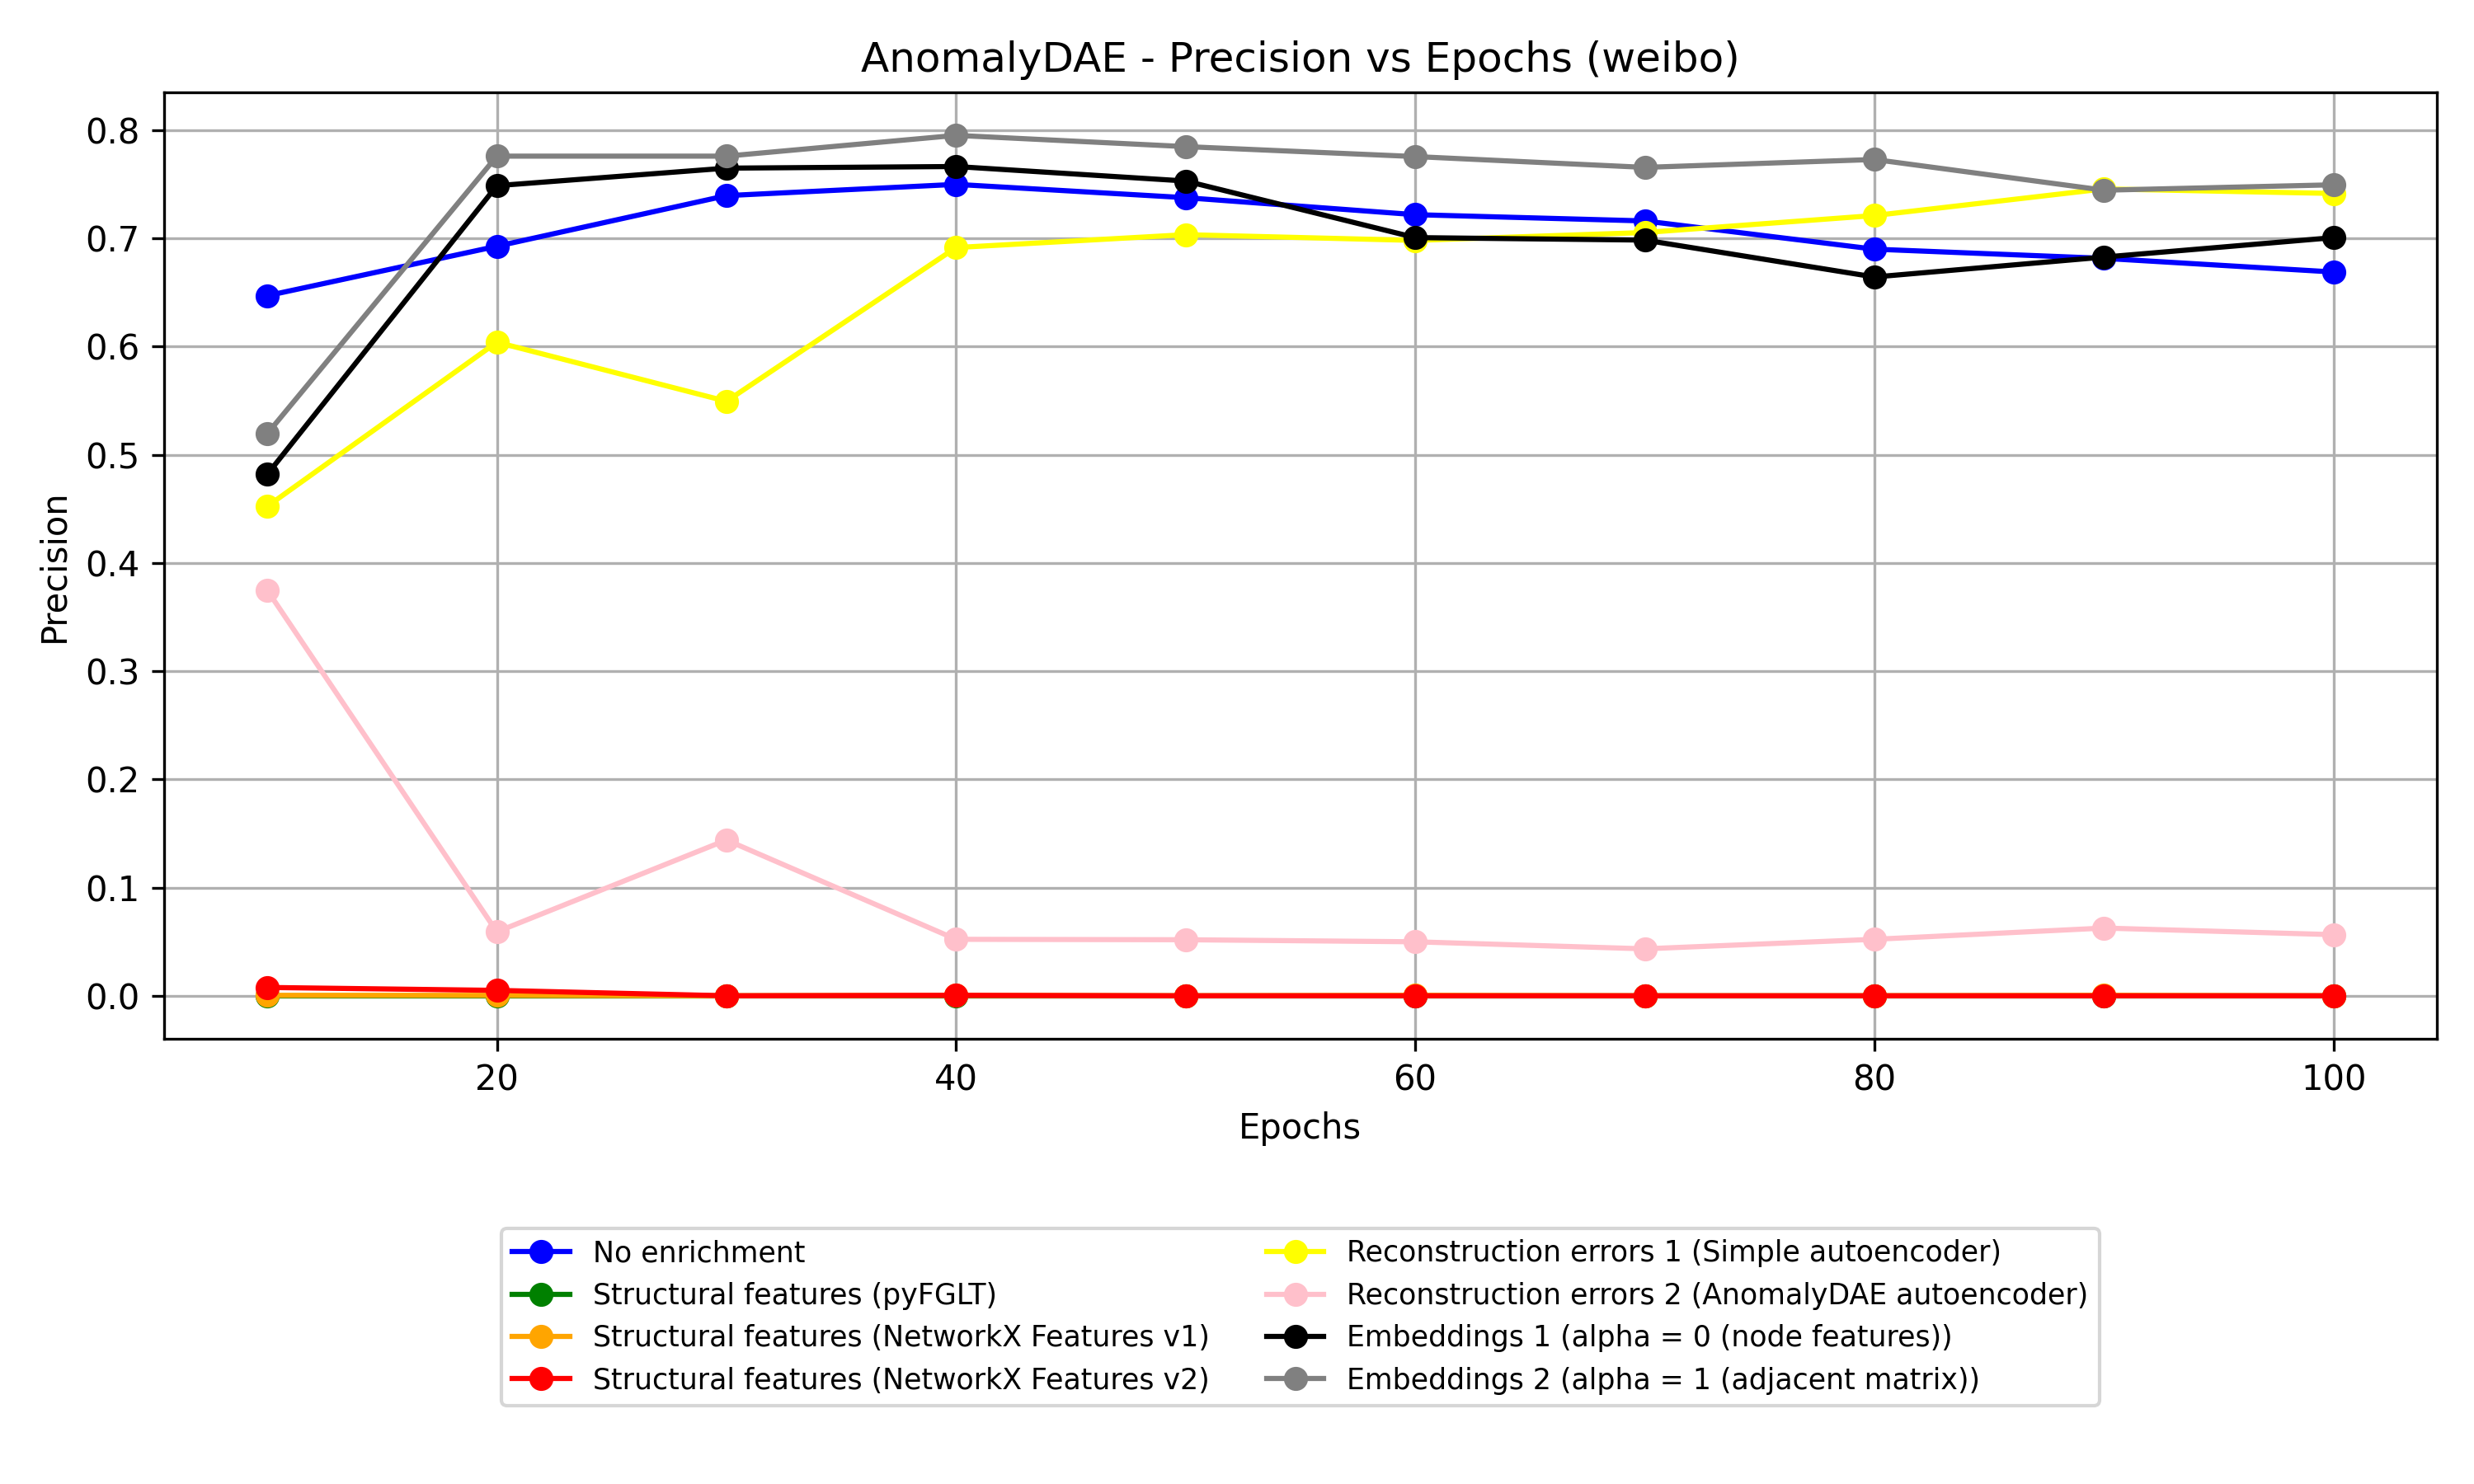 AnomalyDAE - Precision vs Epochs (weibo)
0.8
0.7
0.6
0.5
0.4
0.3
0.2
0.1
0.0
Precision
20
40
60
80
100
Epochs
No enrichment
Structural features (pyFGLT)
Structural features (NetworkX Features v1)
Structural features (NetworkX Features v2)
Reconstruction errors 1 (Simple autoencoder)
Reconstruction errors 2 (AnomalyDAE autoencoder)
Embeddings 1 (alpha = 0 (node features))
Embeddings 2 (alpha = 1 (adjacent matrix))